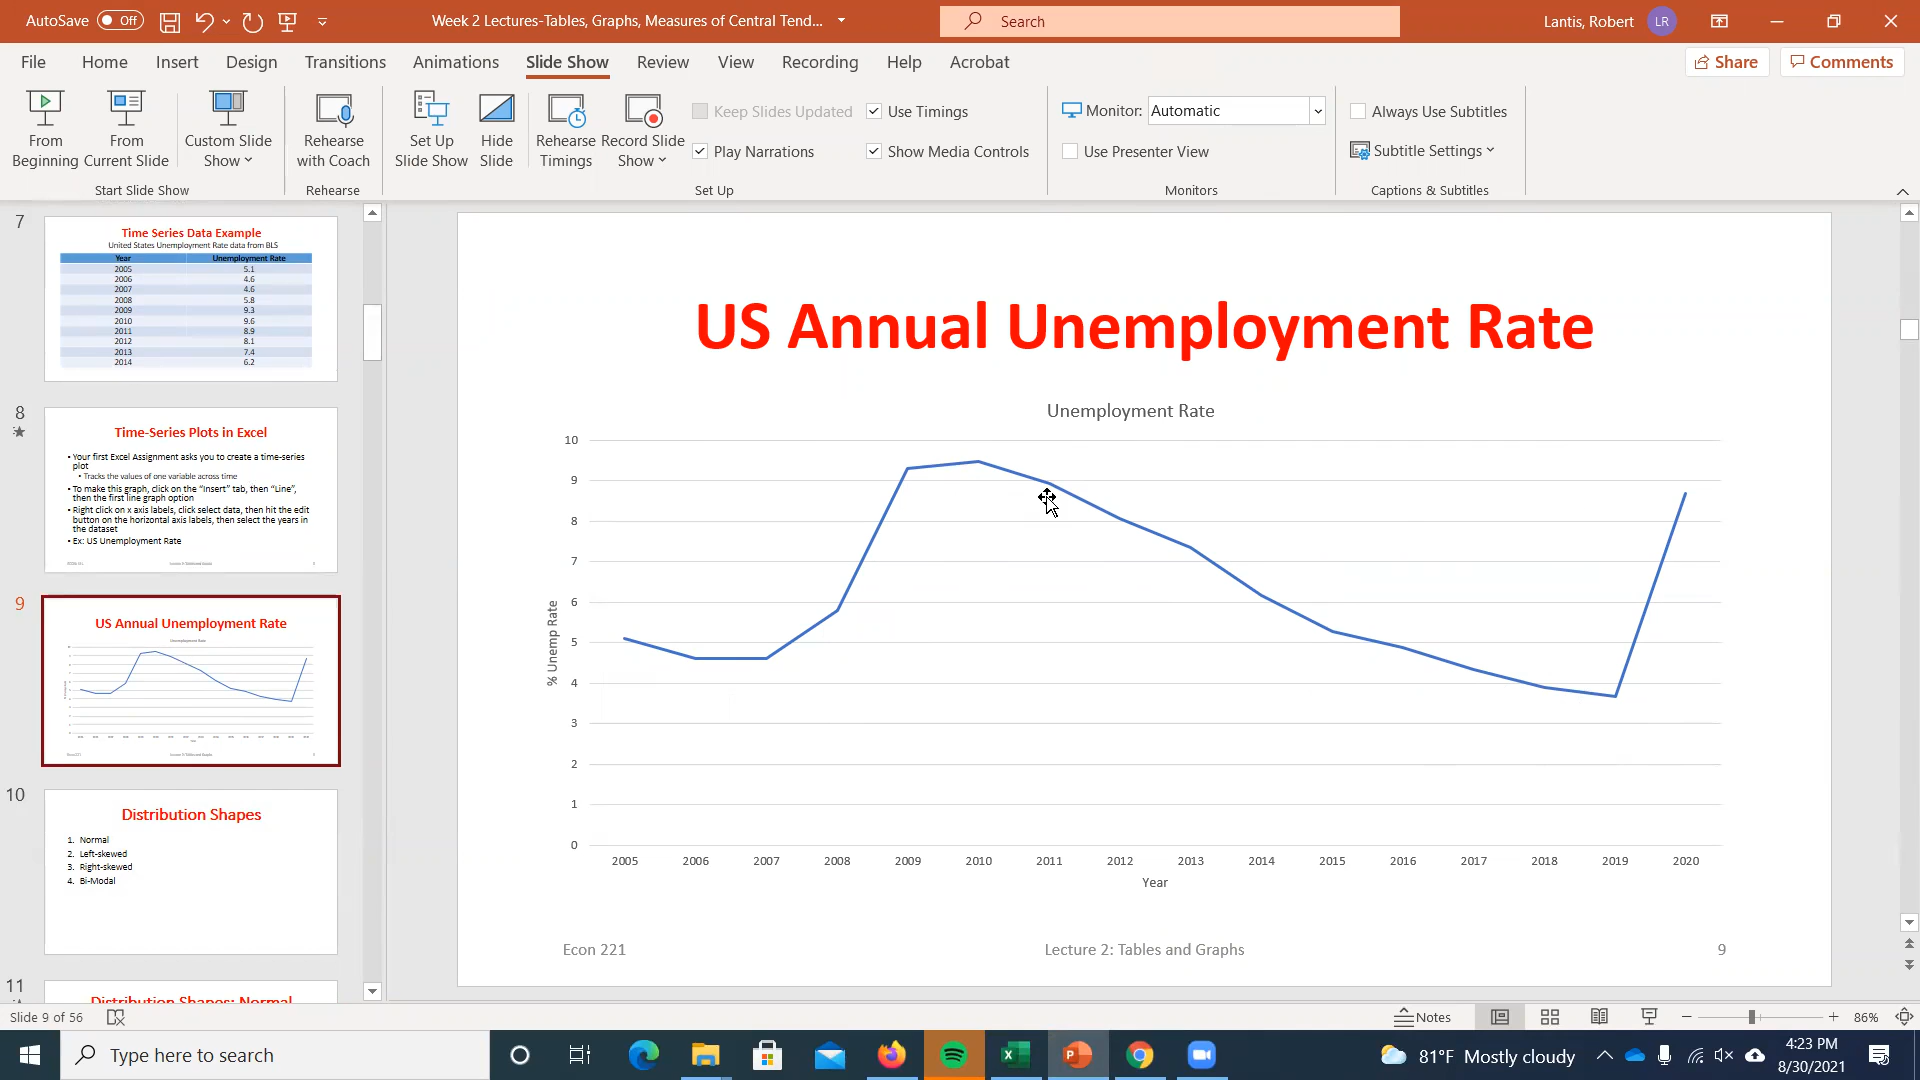 AutoSave Off
Week 2 Lectures-Tables, Graphs, Measures of Central Tend...
Search
Lantis, Robert LR
File Home Insert Design Transitions Animations Slide Show Review View Recording Help Acrobat
Share Comments
From Beginning
From Current Slide
Custom Slide Show
Start Slide Show
Rehearse with Coach
Rehearse
Set Up Slide Show
Hide Slide
Rehearse Timings
Record Slide Show
Keep Slides Updated
Use Timings
Play Narrations
Show Media Controls
Set Up
Monitor: Automatic
Use Presenter View
Monitors
Always Use Subtitles
Subtitle Settings
Captions & Subtitles
7
Time Series Data Example
United States Unemployment Rate data from BLS
Year Unemployment Rate
2005 5.1
2006 4.6
2007 4.6
2008 5.8
2009 9.3
2010 9.6
2011 8.9
2012 8.1
2013 7.4
2014 6.2
8
Time-Series Plots in Excel
• Your first Excel Assignment asks you to create a time-series
plot
• Tracks the values of one variable across time
• To make this graph, click on the “Insert” tab, then “Line”,
then the first line graph option
• Right click on x axis labels, click select data, then hit the edit
button on the horizontal axis labels, then select the years in
the dataset
• Ex: US Unemployment Rate
9
US Annual Unemployment Rate
10
Distribution Shapes
1. Normal
2. Left-skewed
3. Right-skewed
4. Bi-Modal
11
Distribution Shapes: Normal
US Annual Unemployment Rate
Unemployment Rate
10
9
8
7
6
5
4
3
2
1
0
% Unemp Rate
2005 2006 2007 2008 2009 2010 2011 2012 2013 2014 2015 2016 2017 2018 2019 2020
Year
Econ 221
Lecture 2: Tables and Graphs
9
Slide 9 of 56
Notes
86%
Type here to search
81°F Mostly cloudy
4:23 PM
8/30/2021